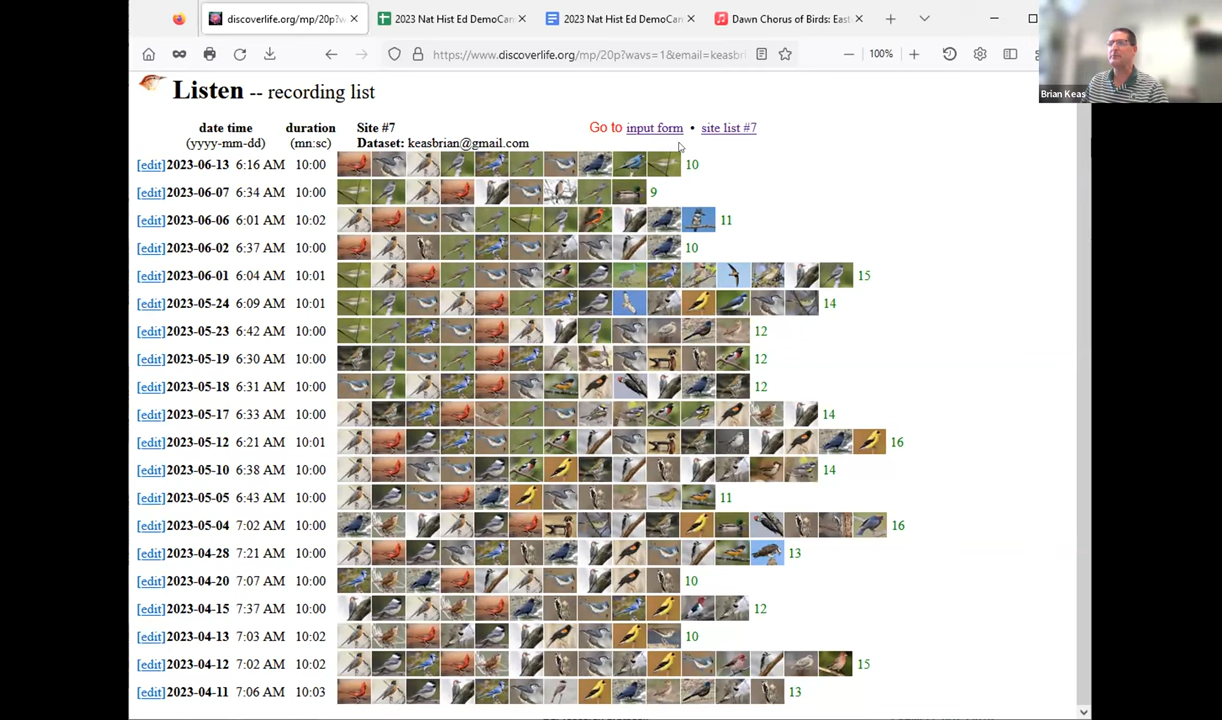 discoverlife.org/mp/20p?w
2023 Nat Hist Ed DemoCan
2023 Nat Hist Ed DemoCan
Dawn Chorus of Birds: East
https://www.discoverlife.org/mp/20p?wavs=1&email=keasbri
100%
Brian Keas
Listen -- recording list
date time duration Site #7 Go to input form • site list #7
(yyyy-mm-dd) (mn:sc) Dataset: keasbrian@gmail.com
[edit] 2023-06-13 6:16 AM 10:00 10
[edit] 2023-06-07 6:34 AM 10:00 9
[edit] 2023-06-06 6:01 AM 10:02 11
[edit] 2023-06-02 6:37 AM 10:00 10
[edit] 2023-06-01 6:04 AM 10:01 15
[edit] 2023-05-24 6:09 AM 10:01 14
[edit] 2023-05-23 6:42 AM 10:00 12
[edit] 2023-05-19 6:30 AM 10:00 12
[edit] 2023-05-18 6:31 AM 10:00 12
[edit] 2023-05-17 6:33 AM 10:00 14
[edit] 2023-05-12 6:21 AM 10:01 16
[edit] 2023-05-10 6:38 AM 10:00 14
[edit] 2023-05-05 6:43 AM 10:00 11
[edit] 2023-05-04 7:02 AM 10:00 16
[edit] 2023-04-28 7:21 AM 10:00 13
[edit] 2023-04-20 7:07 AM 10:00 10
[edit] 2023-04-15 7:37 AM 10:00 12
[edit] 2023-04-13 7:03 AM 10:02 10
[edit] 2023-04-12 7:02 AM 10:02 15
[edit] 2023-04-11 7:06 AM 10:03 13